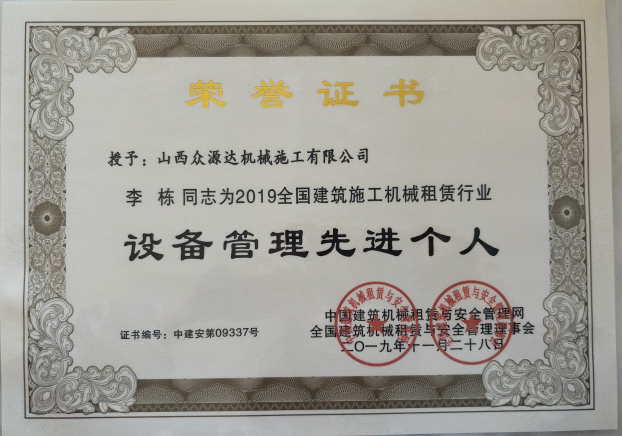 荣誉证书
授予：山西众源达机械施工有限公司
李 栋 同志为2019全国建筑施工机械租赁行业
设备管理先进个人
证书编号：中建安第09337号
中国建筑机械租赁与安全管理网
全国建筑机械租赁与安全管理理事会
二〇一九年十一月二十八日